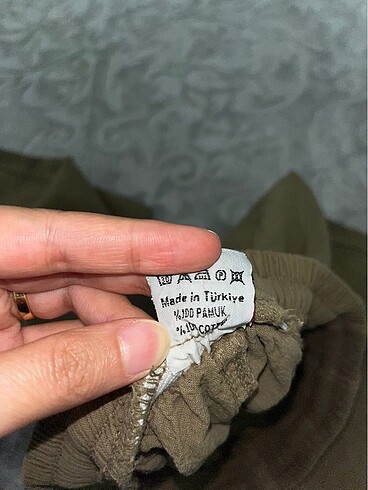 Made in Türkiye
%100 PAMUK
%100 COTTON